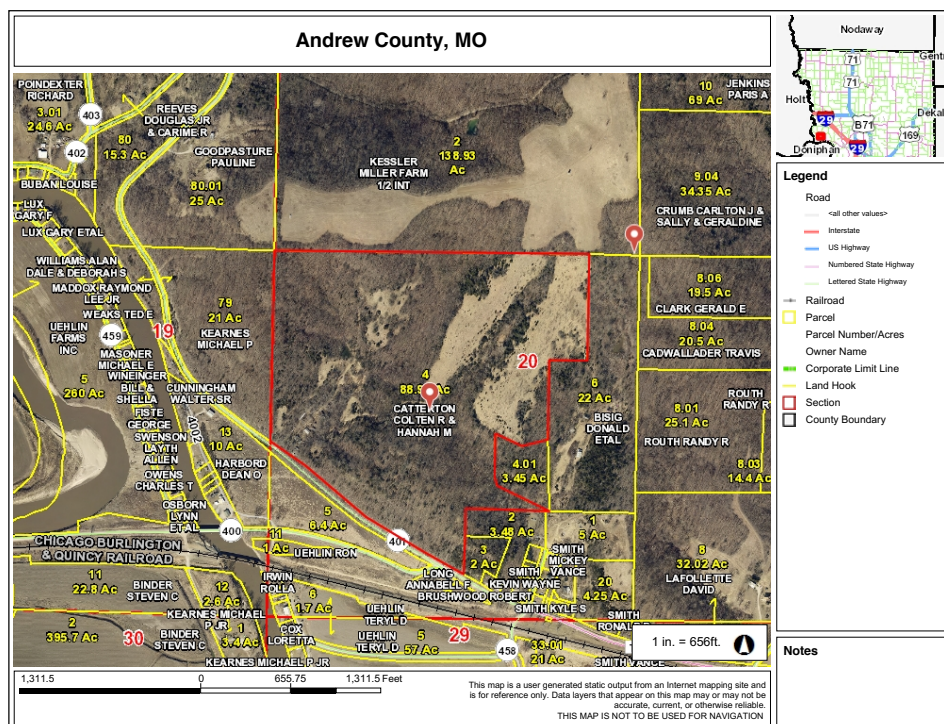 Andrew County, MO
POINDEXTER
RICHARD
3.01
24.6 Ac
403
402
80
15.3 Ac
REEVES
DOUGLAS JR
& CARIME R
GOODPASTURE
PAULINE
80.01
25 Ac
BUBAN LOUISE
LUX
GARY F
LUX GARY ETAL
2
138.93
Ac
KESSLER
MILLER FARM
1/2 INT
10
69 Ac
JENKINS
PARIS A
9.04
34.35 Ac
CRUMB CARLTON J &
SALLY & GERALDINE
WILLIAMS ALAN
DALE & DEBORAH S
MADDOX RAYMOND
LEE JR
WEAKS TED E
UEHLIN
FARMS
INC
459
5
260 Ac
19
79
21 Ac
KEARNES
MICHAEL P
MASONER
MICHAEL E
WINEINGER
BILL &
SHELLA
CUNNINGHAM
WALTER SR
FISTE
GEORGE
SWENSON
LAYTH
ALLEN
OWENS
CHARLES T
OSBORN
LYNN
ET AL
13
10 Ac
HARBORD
DEAN O
400
4
CATTERTON
COLTEN R &
HANNAH M
20
8.06
19.5 Ac
CLARK GERALD E
8.04
20.5 Ac
CADWALLADER TRAVIS
6
22 Ac
BISIG
DONALD
ETAL
8.01
25.1 Ac
ROUTH RANDY R
ROUTH
RANDY R
8.03
14.4 Ac
4.01
3.45 Ac
5
6.4 Ac
401
11
1 Ac
UEHLIN RON
CHICAGO BURLINGTON
& QUINCY RAILROAD
2
3.48 Ac
3
2 Ac
1
5 Ac
SMITH
MICKEY
VANCE
SMITH
KEVIN WAYNE
LONG
ANNABELL F
BRUSHWOOD ROBERT
SMITH KYLE S
20
4.25 Ac
8
32.02 Ac
LAFOLLETTE
DAVID
11
22.8 Ac
BINDER
STEVEN C
12
2.6 Ac
KEARNES MICHAEL
P JR
IRWIN
ROLLA
6
1.7 Ac
UEHLIN
TERYL D
2
395.7 Ac
30
BINDER
STEVEN C
1
3.4 Ac
COX
LORETTA
UEHLIN
TERYL D
5
57 Ac
29
458
33.01
21 Ac
SMITH VANCE
KEARNES MICHAEL P JR
1 in. = 656ft.
Nodaway
71
71
Holt
29
B71
169
Doniphan
29
Legend
Road
<all other values>
Interstate
US Highway
Numbered State Highway
Lettered State Highway
Railroad
Parcel
Parcel Number/Acres
Owner Name
Corporate Limit Line
Land Hook
Section
County Boundary
Notes
1,311.5 0 655.75 1,311.5 Feet
This map is a user generated static output from an Internet mapping site and
is for reference only. Data layers that appear on this map may or may not be
accurate, current, or otherwise reliable.
THIS MAP IS NOT TO BE USED FOR NAVIGATION